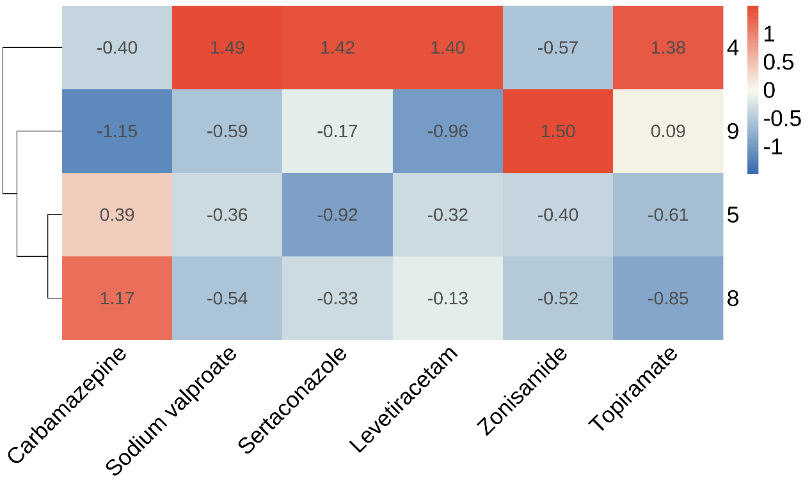 -0.40 1.49 1.42 1.40 -0.57 1.38 4
-1.15 -0.59 -0.17 -0.96 1.50 0.09 9
0.39 -0.36 -0.92 -0.32 -0.40 -0.61 5
1.17 -0.54 -0.33 -0.13 -0.52 -0.85 8
1
0.5
0
-0.5
-1
Carbamazepine
Sodium valproate
Sertaconazole
Levetiracetam
Zonisamide
Topiramate